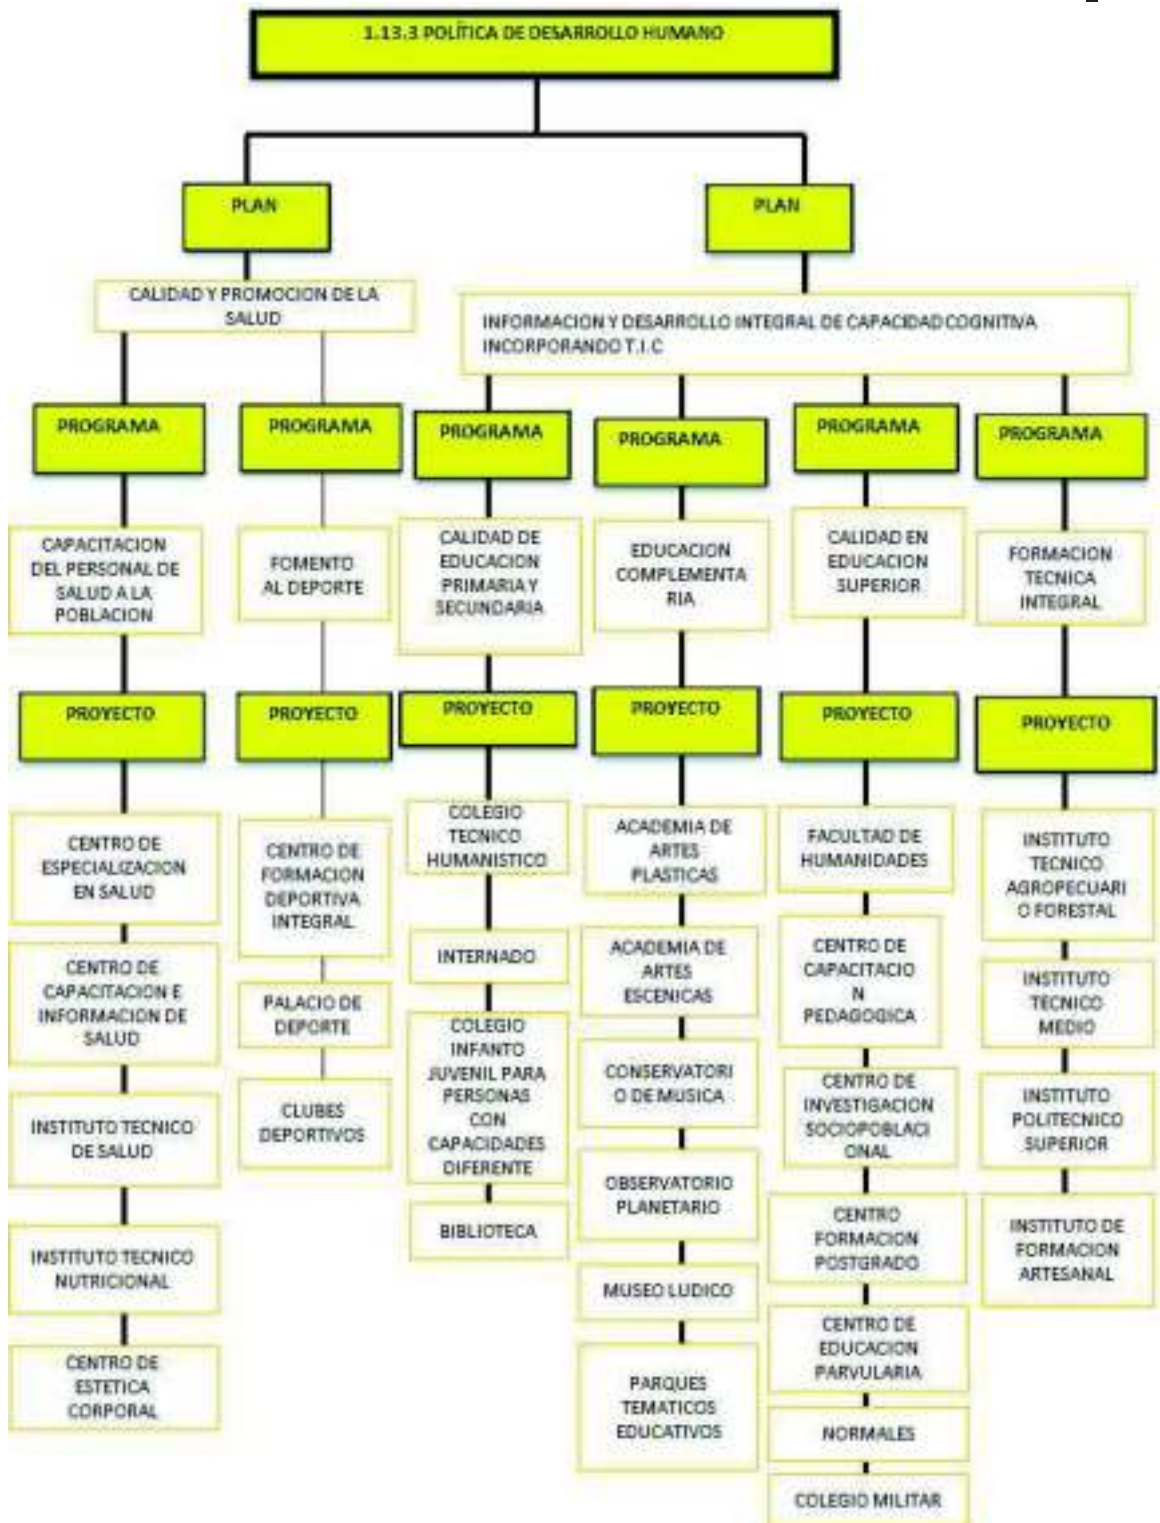 1.13.3 POLÍTICA DE DESARROLLO HUMANO
PLAN
PLAN
CALIDAD Y PROMOCION DE LA
SALUD
INFORMACION Y DESARROLLO INTEGRAL DE CAPACIDAD COGNITIVA
INCORPORANDO T.I.C
PROGRAMA
PROGRAMA
PROGRAMA
PROGRAMA
PROGRAMA
PROGRAMA
CAPACITACION
DEL PERSONAL DE
SALUD A LA
POBLACION
FOMENTO
AL DEPORTE
CALIDAD DE
EDUCACION
PRIMARIA Y
SECUNDARIA
EDUCACION
COMPLEMENTA
RIA
CALIDAD EN
EDUCACION
SUPERIOR
FORMACION
TECNICA
INTEGRAL
PROYECTO
PROYECTO
PROYECTO
PROYECTO
PROYECTO
PROYECTO
CENTRO DE
ESPECIALIZACION
EN SALUD
CENTRO DE
CAPACITACION E
INFORMACION DE
SALUD
INSTITUTO TECNICO
DE SALUD
INSTITUTO TECNICO
NUTRICIONAL
CENTRO DE
ESTETICA
CORPORAL
CENTRO DE
FORMACION
DEPORTIVA
INTEGRAL
PALACIO DE
DEPORTE
CLUBES
DEPORTIVOS
COLEGIO
TECNICO
HUMANISTICO
INTERNADO
COLEGIO
INFANTO
JUVENIL PARA
PERSONAS
CON
CAPACIDADES
DIFERENTE
BIBLIOTECA
ACADEMIA DE
ARTES
PLASTICAS
ACADEMIA DE
ARTES
ESCENICAS
CONSERVATORI
O DE MUSICA
OBSERVATORIO
PLANETARIO
MUSEO LUDICO
PARQUES
TEMATICOS
EDUCATIVOS
FACULTAD DE
HUMANIDADES
CENTRO DE
CAPACITACIO
N
PEDAGOGICA
CENTRO DE
INVESTIGACION
SOCIOPOBLACI
ONAL
CENTRO
FORMACION
POSTGRADO
CENTRO DE
EDUCACION
PARVULARIA
NORMALES
COLEGIO MILITAR
INSTITUTO
TECNICO
AGROPECUARI
O FORESTAL
INSTITUTO
TECNICO
MEDIO
INSTITUTO
POLITECNICO
SUPERIOR
INSTITUTO DE
FORMACION
ARTESANAL